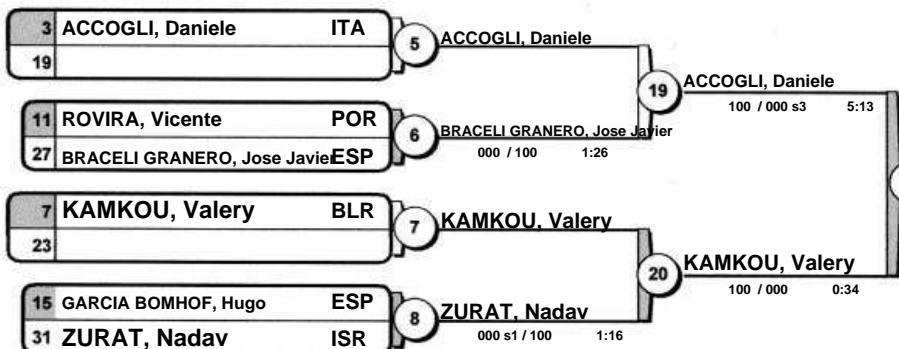 3 ACCOGLI, Daniele ITA
19
5 ACCOGLI, Daniele
11 ROVIRA, Vicente POR
27 BRACELI GRANERO, Jose Javier ESP
6 BRACELI GRANERO, Jose Javier
000 / 100 1:26
19 ACCOGLI, Daniele
100 / 000 s3 5:13
7 KAMKOU, Valery BLR
23
7 KAMKOU, Valery
15 GARCIA BOMHOF, Hugo ESP
31 ZURAT, Nadav ISR
8 ZURAT, Nadav
000 s1 / 100 1:16
20 KAMKOU, Valery
100 / 000 0:34